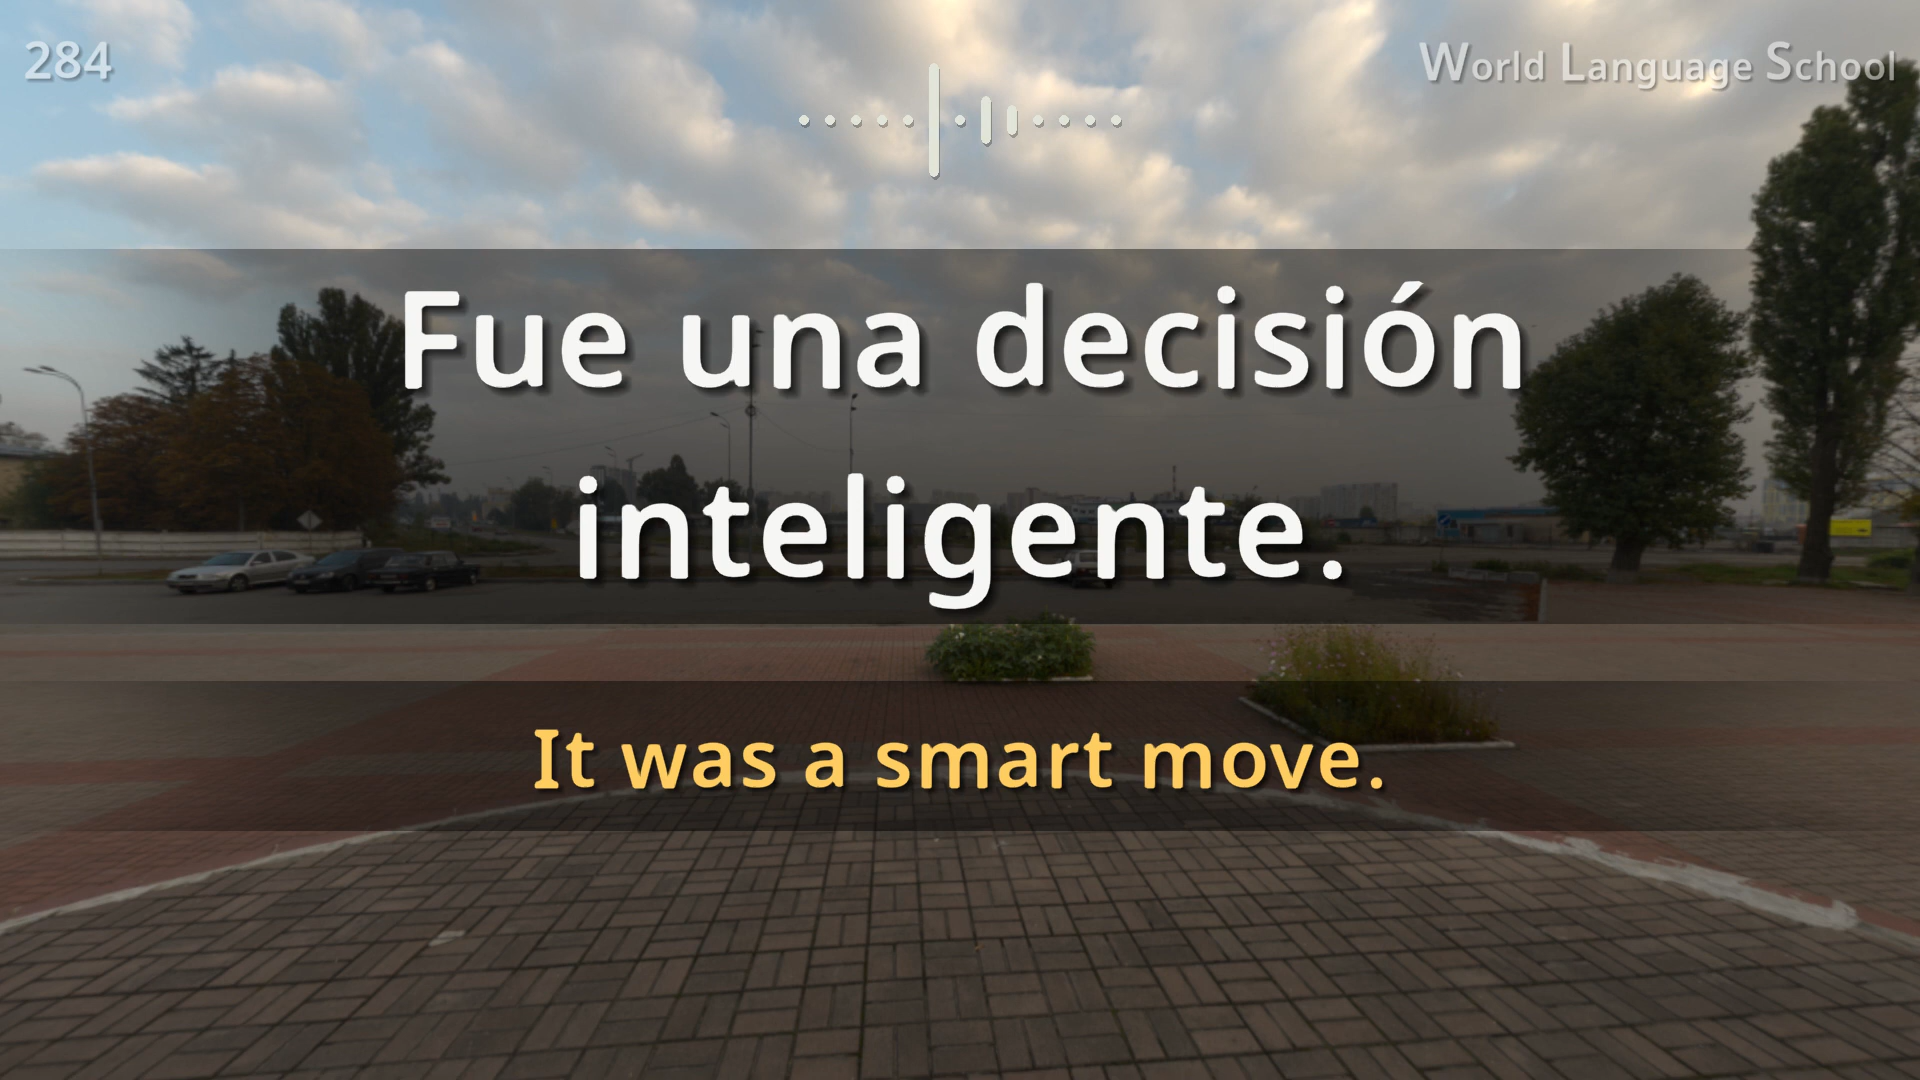 284
World Language School
Fue una decisión
inteligente.
It was a smart move.